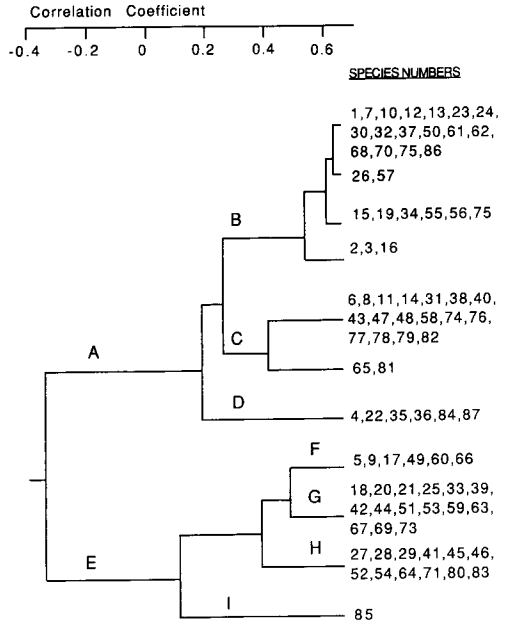 Correlation Coefficient
-0.4 -0.2 0 0.2 0.4 0.6
SPECIES NUMBERS
1,7,10,12,13,23,24,
30,32,37,50,61,62,
68,70,75,86
26,57
15,19,34,55,56,75
B
2,3,16
6,8,11,14,31,38,40,
43,47,48,58,74,76,
C
77,78,79,82
A
65,81
D
4,22,35,36,84,87
F
5,9,17,49,60,66
G
18,20,21,25,33,39,
42,44,51,53,59,63,
67,69,73
H
27,28,29,41,45,46,
52,54,64,71,80,83
E
I
85